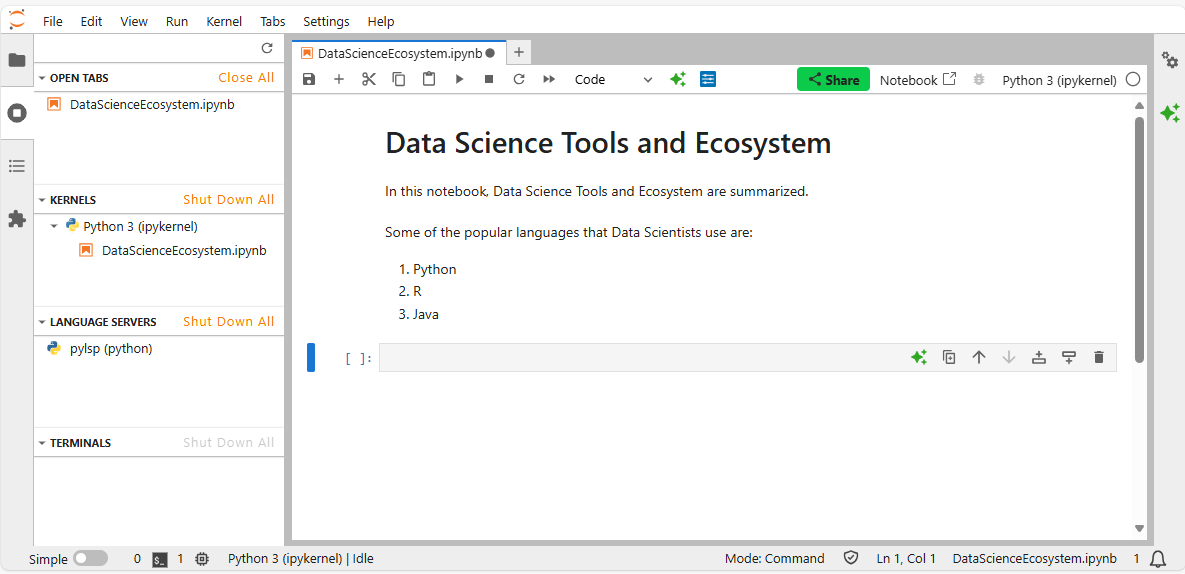 File Edit View Run Kernel Tabs Settings Help
OPEN TABS Close All
DataScienceEcosystem.ipynb
KERNELS Shut Down All
Python 3 (ipykernel)
DataScienceEcosystem.ipynb
LANGUAGE SERVERS Shut Down All
pylsp (python)
TERMINALS Shut Down All
DataScienceEcosystem.ipynb
Code Share Notebook Python 3 (ipykernel)
Data Science Tools and Ecosystem
In this notebook, Data Science Tools and Ecosystem are summarized.
Some of the popular languages that Data Scientists use are:
1. Python
2. R
3. Java
[ ]:
Simple 0 $_ 1 Python 3 (ipykernel) | Idle Mode: Command Ln 1, Col 1 DataScienceEcosystem.ipynb 1